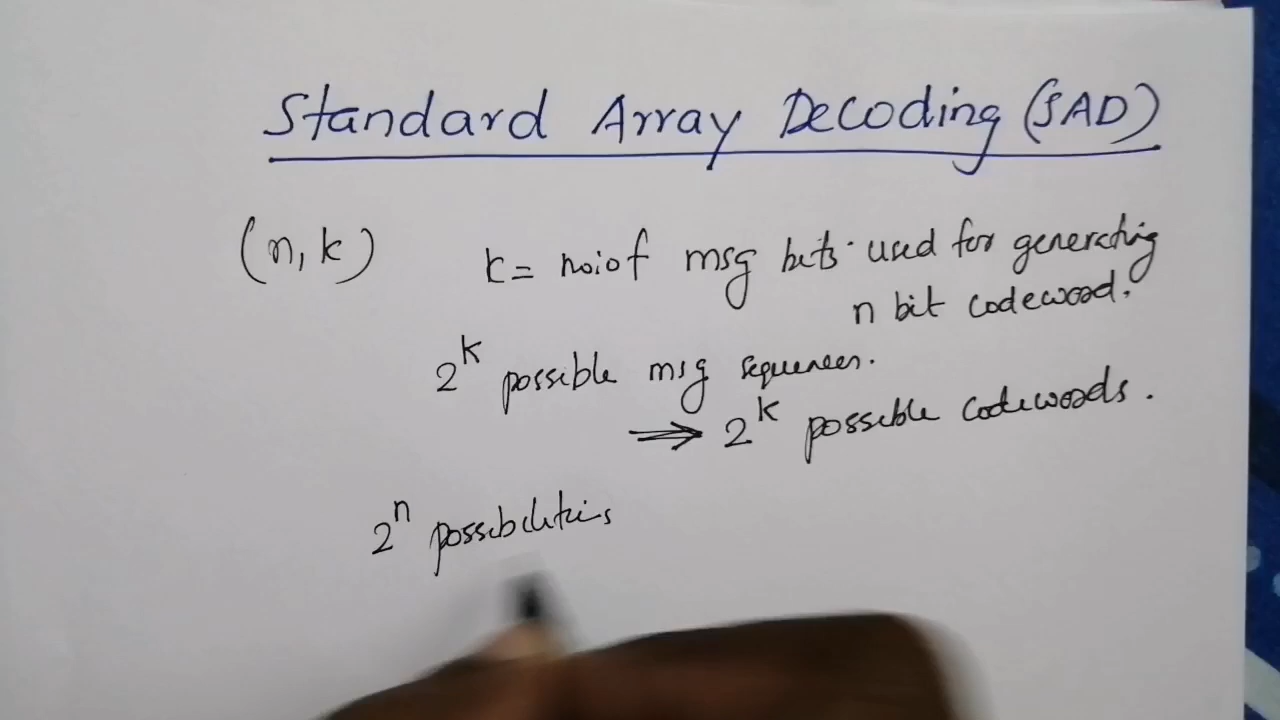 Standard Array Decoding (SAD)
(n, k) k = no. of msg bits used for generating
n bit codeword.
2^k possible msg sequences.
⇒ 2^k possible codewords.
2^n possibilities